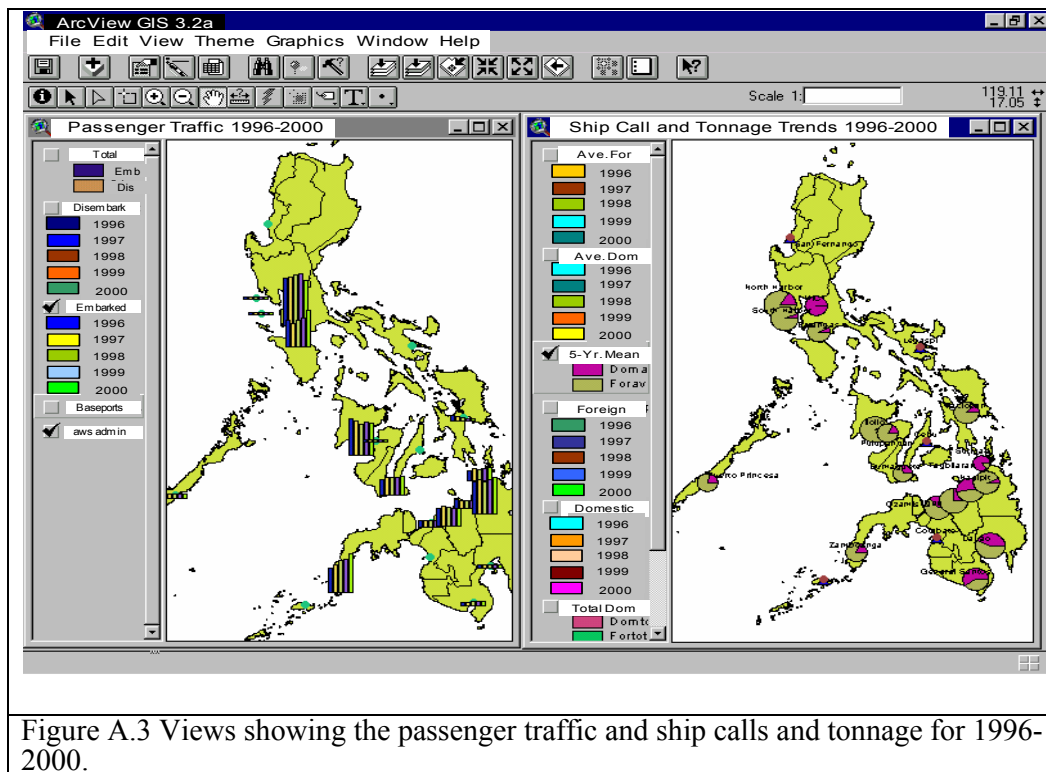 ArcView GIS 3.2a
File Edit View Theme Graphics Window Help
Scale 1:
119.11
17.05
Passenger Traffic 1996-2000
Total
Emb
Dis
Disembark
1996
1997
1998
1999
2000
Embarked
1996
1997
1998
1999
2000
Baseports
aws admin
Ship Call and Tonnage Trends 1996-2000
Ave.For
1996
1997
1998
1999
2000
Ave.Dom
1996
1997
1998
1999
2000
5-Yr.Mean
Doma
Forav
Foreign
1996
1997
1998
1999
2000
Domestic
1996
1997
1998
1999
2000
Total Dom
Domto
Fortot
San Fernando
North Harbor
South Harbor
Batangas
Legaspi
Tacloban
Iloilo
Pulupandan
Cebu
Dumaguete
Tagbilaran
Surigao
Puerto Princesa
Ozamis
Cotabato
Davao
Zamboanga
General Santos
Figure A.3 Views showing the passenger traffic and ship calls and tonnage for 1996-
2000.